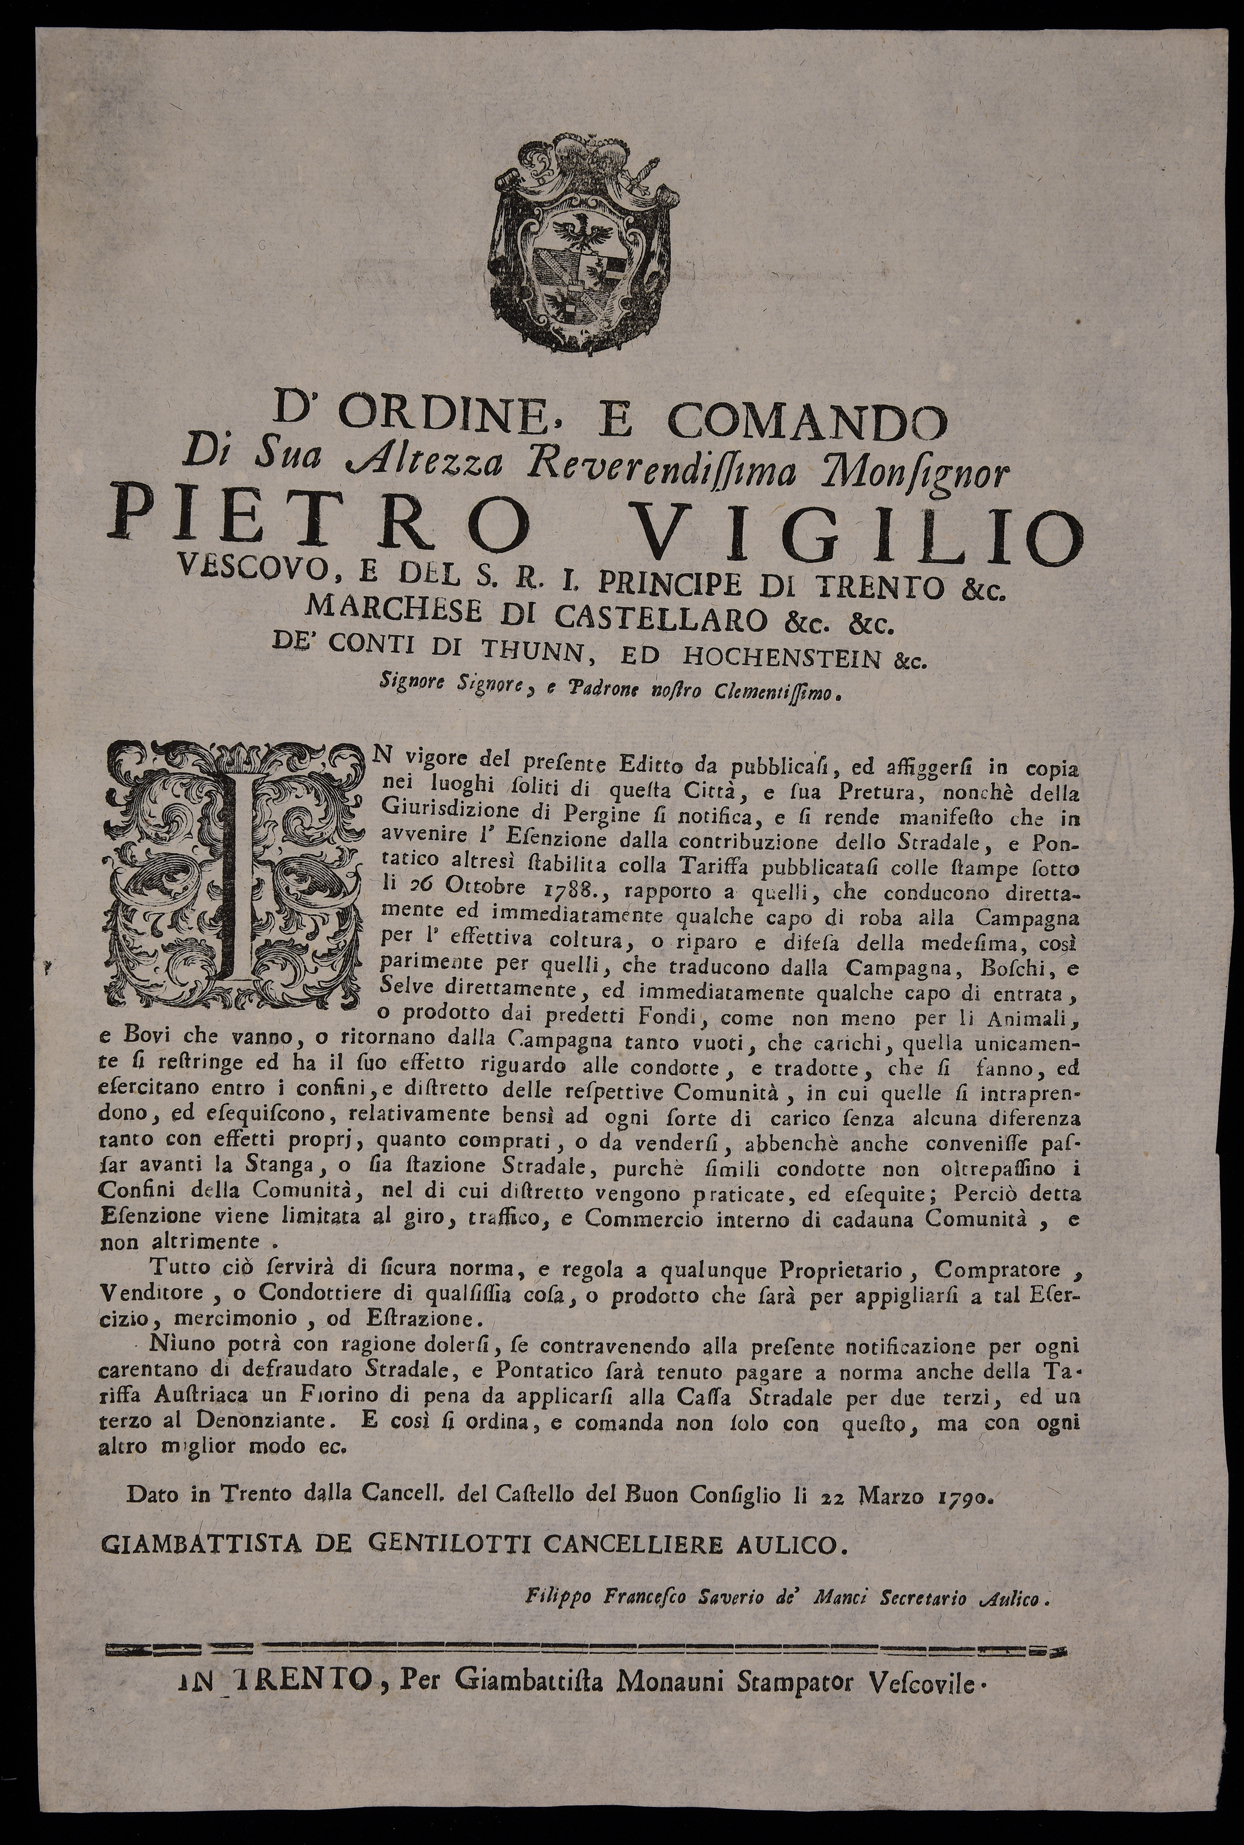 D' ORDINE, E COMANDO
Di Sua Altezza Reverendiſſima Monſignor
PIETRO VIGILIO
VESCOVO, E DEL S. R. I. PRINCIPE DI TRENTO &c.
MARCHESE DI CASTELLARO &c. &c.
DE' CONTI DI THUNN, ED HOCHENSTEIN &c.
Signore Signore, e Padrone noſtro Clementiſſimo.
IN vigore del preſente Editto da pubblicaſi, ed affiggerſi in copia
nei luoghi ſoliti di queſta Città, e ſua Pretura, nonchè della
Giurisdizione di Pergine ſi notifica, e ſi rende manifeſto che in
avvenire l' Eſenzione dalla contribuzione dello Stradale, e Pon-
tatico altresì ſtabilita colla Tariffa pubblicataſi colle ſtampe ſotto
li 26 Ottobre 1788., rapporto a quelli, che conducono diretta-
mente ed immediatamente qualche capo di roba alla Campagna
per l' effettiva coltura, o riparo e difeſa della medeſima, così
parimente per quelli, che traducono dalla Campagna, Boſchi, e
Selve direttamente, ed immediatamente qualche capo di entrata,
o prodotto dai predetti Fondi, come non meno per li Animali,
e Bovi che vanno, o ritornano dalla Campagna tanto vuoti, che carichi, quella unicamen-
te ſi reſtringe ed ha il ſuo effetto riguardo alle condotte, e tradotte, che ſi fanno, ed
eſercitano entro i confini, e diſtretto delle reſpettive Comunità, in cui quelle ſi intrapren-
dono, ed eſequiſcono, relativamente bensì ad ogni ſorte di carico ſenza alcuna diferenza
tanto con effetti proprj, quanto comprati, o da venderſi, abbenchè anche conveniſſe paſ-
ſar avanti la Stanga, o ſia ſtazione Stradale, purchè ſimili condotte non oltrepaſſino i
Confini della Comunità, nel di cui diſtretto vengono praticate, ed eſequite; Perciò detta
Eſenzione viene limitata al giro, traffico, e Commercio interno di cadauna Comunità, e
non altrimente.
Tutto ciò ſervirà di ſicura norma, e regola a qualunque Proprietario, Compratore,
Venditore, o Condottiere di qualſiſſia coſa, o prodotto che ſarà per appigliarſi a tal Eſer-
cizio, mercimonio, od Eſtrazione.
Niuno potrà con ragione dolerſi, ſe contravenendo alla preſente notificazione per ogni
carentano di defraudato Stradale, e Pontatico ſarà tenuto pagare a norma anche della Ta-
riffa Auſtriaca un Fiorino di pena da applicarſi alla Caſſa Stradale per due terzi, ed un
terzo al Denonziante. E così ſi ordina, e comanda non ſolo con queſto, ma con ogni
altro miglior modo ec.
Dato in Trento dalla Cancell. del Caſtello del Buon Conſiglio li 22 Marzo 1790.
GIAMBATTISTA DE GENTILOTTI CANCELLIERE AULICO.
Filippo Franceſco Saverio de' Manci Secretario Aulico.
IN TRENTO, Per Giambattiſta Monauni Stampator Veſcovile.